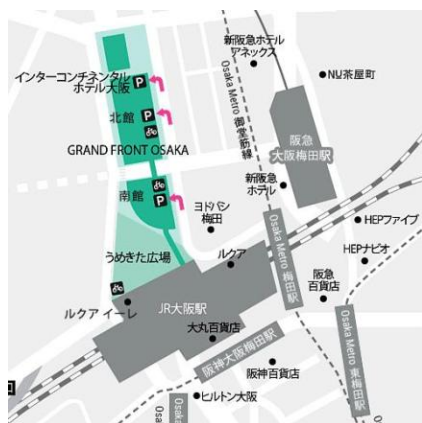 新阪急ホテル
アネックス
NU茶屋町
インターコンチネンタル
ホテル大阪
P
北館
P
GRAND FRONT OSAKA
Osaka Metro 御堂筋線
阪急
大阪梅田駅
南館
P
新阪急
ホテル
ヨドバシ
梅田
HEPファイブ
うめきた広場
ルクア
Osaka Metro 梅田駅
HEPナビオ
阪急
百貨店
ルクア イーレ
JR大阪駅
大丸百貨店
Osaka Metro 東梅田駅
阪神大阪梅田駅
阪神百貨店
ヒルトン大阪
Osaka
Osaka M